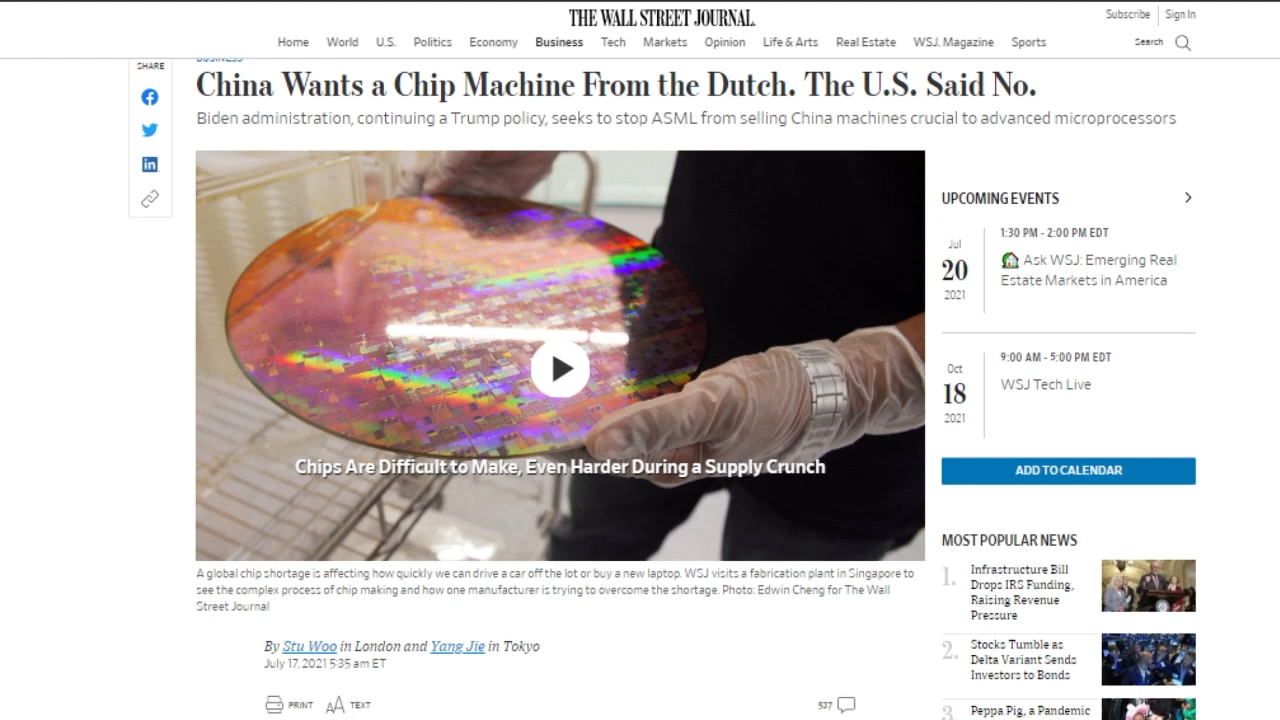 THE WALL STREET JOURNAL.
Subscribe
Sign In
Home World U.S. Politics Economy Business Tech Markets Opinion Life & Arts Real Estate WSJ. Magazine Sports
Search
BUSINESS
SHARE
China Wants a Chip Machine From the Dutch. The U.S. Said No.
Biden administration, continuing a Trump policy, seeks to stop ASML from selling China machines crucial to advanced microprocessors
in
Chips Are Difficult to Make, Even Harder During a Supply Crunch
A global chip shortage is affecting how quickly we can drive a car off the lot or buy a new laptop. WSJ visits a fabrication plant in Singapore to
see the complex process of chip making and how one manufacturer is trying to overcome the shortage. Photo: Edwin Cheng for The Wall
Street Journal
By Stu Woo in London and Yang Jie in Tokyo
July 17, 2021 5:35 am ET
PRINT
AA TEXT
537
UPCOMING EVENTS
Jul
20
2021
1:30 PM - 2:00 PM EDT
Ask WSJ: Emerging Real
Estate Markets in America
Oct
18
2021
9:00 AM - 5:00 PM EDT
WSJ Tech Live
ADD TO CALENDAR
MOST POPULAR NEWS
1.
Infrastructure Bill
Drops IRS Funding,
Raising Revenue
Pressure
2.
Stocks Tumble as
Delta Variant Sends
Investors to Bonds
3.
Peppa Pig, a Pandemic